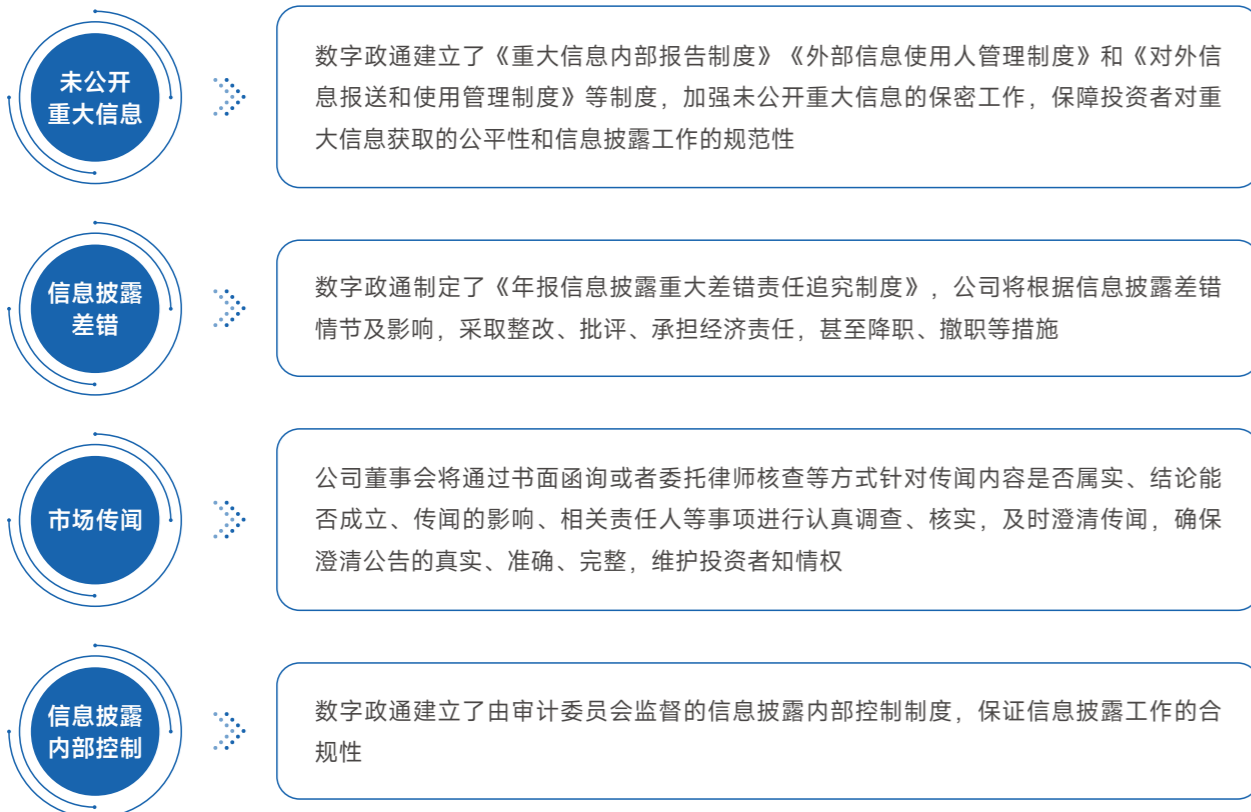 未公开
重大信息
数字政通建立了《重大信息内部报告制度》《外部信息使用人管理制度》和《对外信
息报送和使用管理制度》等制度，加强未公开重大信息的保密工作，保障投资者对重
大信息获取的公平性和信息披露工作的规范性
信息披露
差错
数字政通制定了《年报信息披露重大差错责任追究制度》，公司将根据信息披露差错
情节及影响，采取整改、批评、承担经济责任，甚至降职、撤职等措施
市场传闻
公司董事会将通过书面函询或者委托律师核查等方式针对传闻内容是否属实、结论能
否成立、传闻的影响、相关责任人等事项进行认真调查、核实，及时澄清传闻，确保
澄清公告的真实、准确、完整，维护投资者知情权
信息披露
内部控制
数字政通建立了由审计委员会监督的信息披露内部控制制度，保证信息披露工作的合
规性